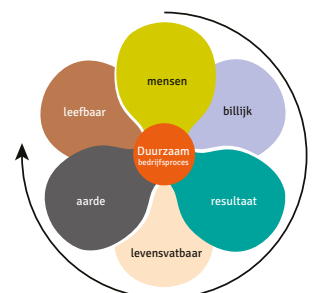 mensen
billijk
resultaat
levensvatbaar
aarde
leefbaar
Duurzaam
bedrijfsproces